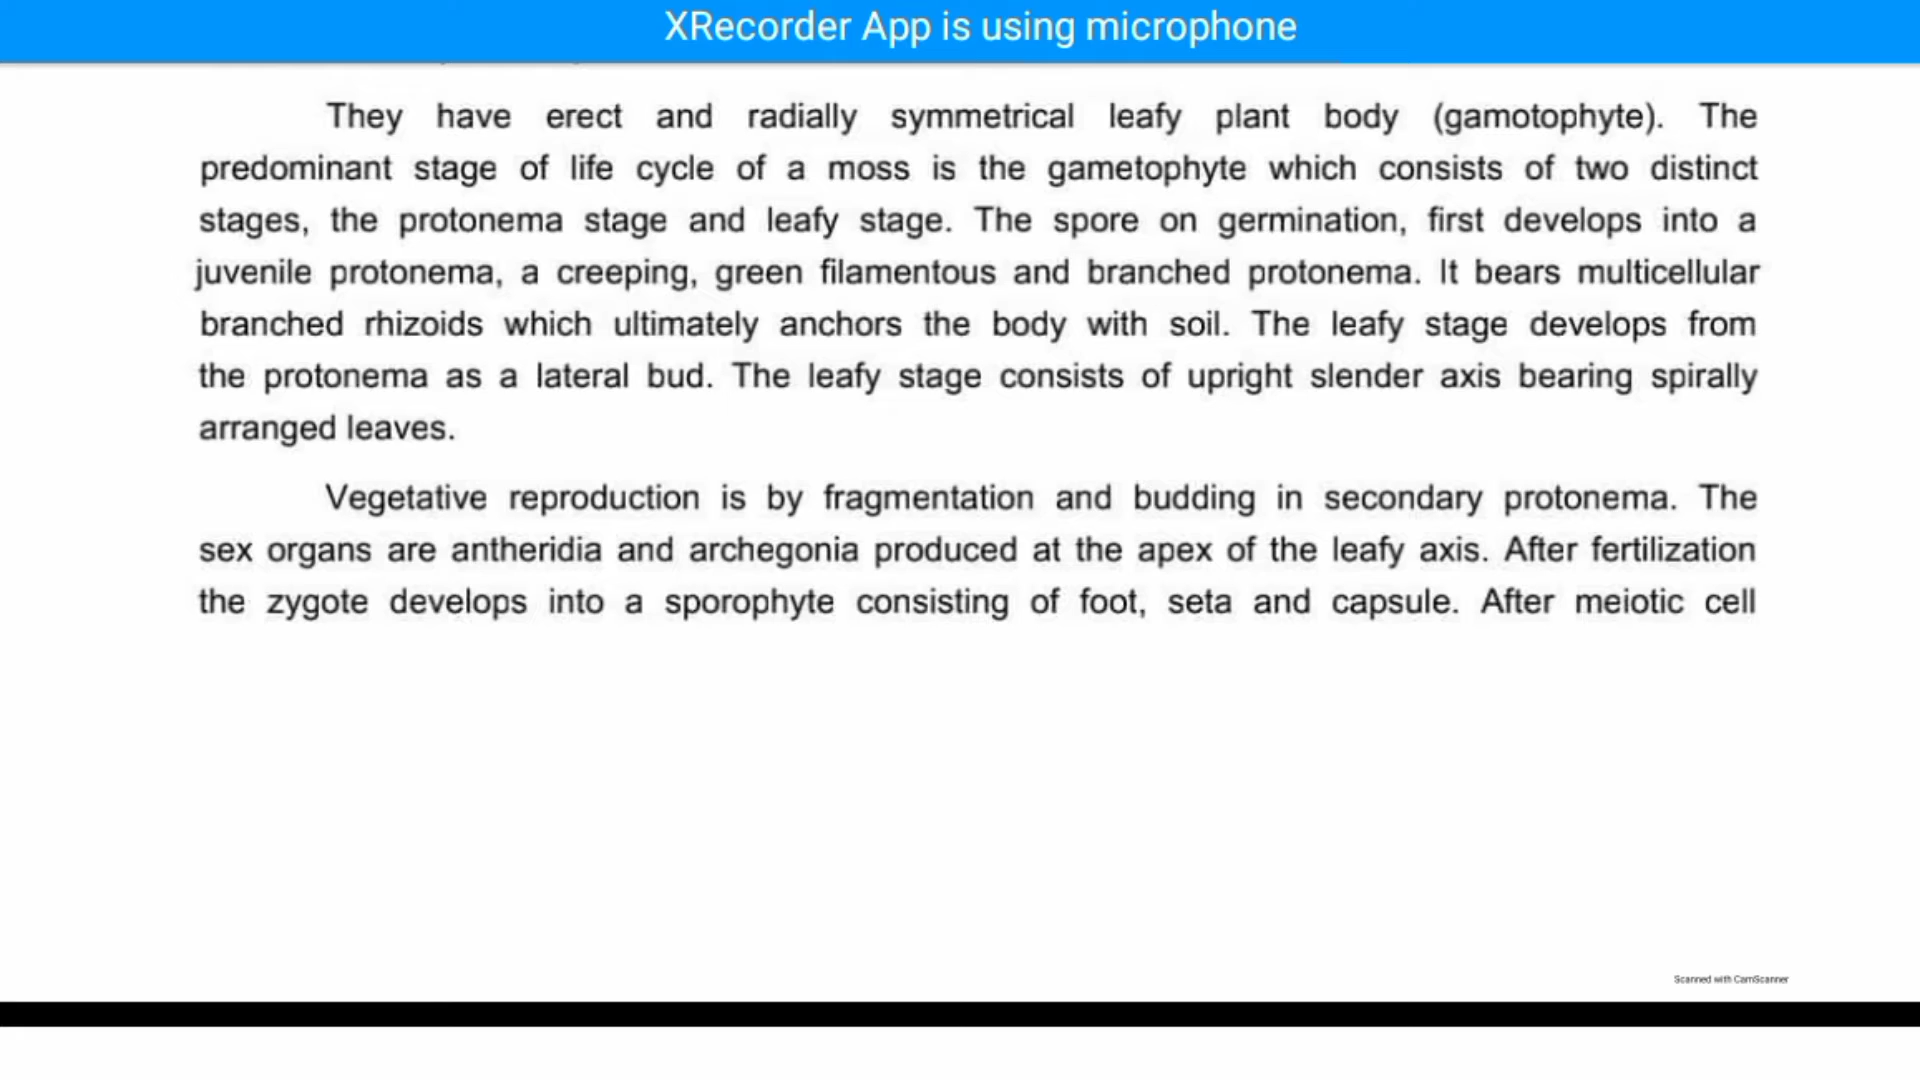 XRecorder App is using microphone
They have erect and radially symmetrical leafy plant body (gamotophyte). The
predominant stage of life cycle of a moss is the gametophyte which consists of two distinct
stages, the protonema stage and leafy stage. The spore on germination, first develops into a
juvenile protonema, a creeping, green filamentous and branched protonema. It bears multicellular
branched rhizoids which ultimately anchors the body with soil. The leafy stage develops from
the protonema as a lateral bud. The leafy stage consists of upright slender axis bearing spirally
arranged leaves.
Vegetative reproduction is by fragmentation and budding in secondary protonema. The
sex organs are antheridia and archegonia produced at the apex of the leafy axis. After fertilization
the zygote develops into a sporophyte consisting of foot, seta and capsule. After meiotic cell
Scanned with CamScanner